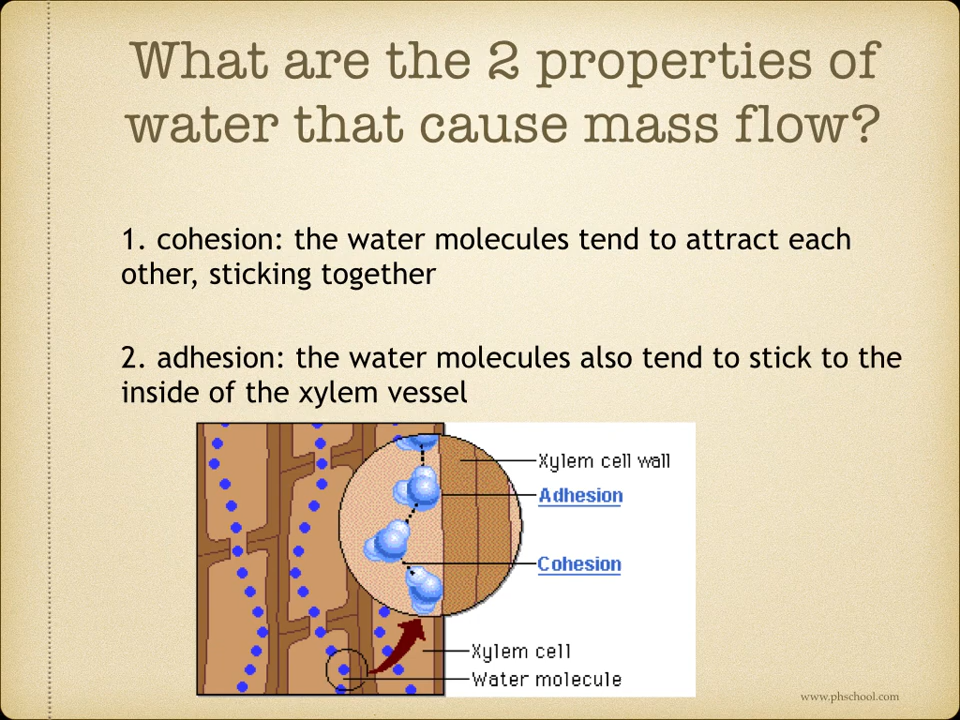 What are the 2 properties of
water that cause mass flow?
1. cohesion: the water molecules tend to attract each
other, sticking together
2. adhesion: the water molecules also tend to stick to the
inside of the xylem vessel
Xylem cell wall
Adhesion
Cohesion
Xylem cell
Water molecule
www.phschool.com